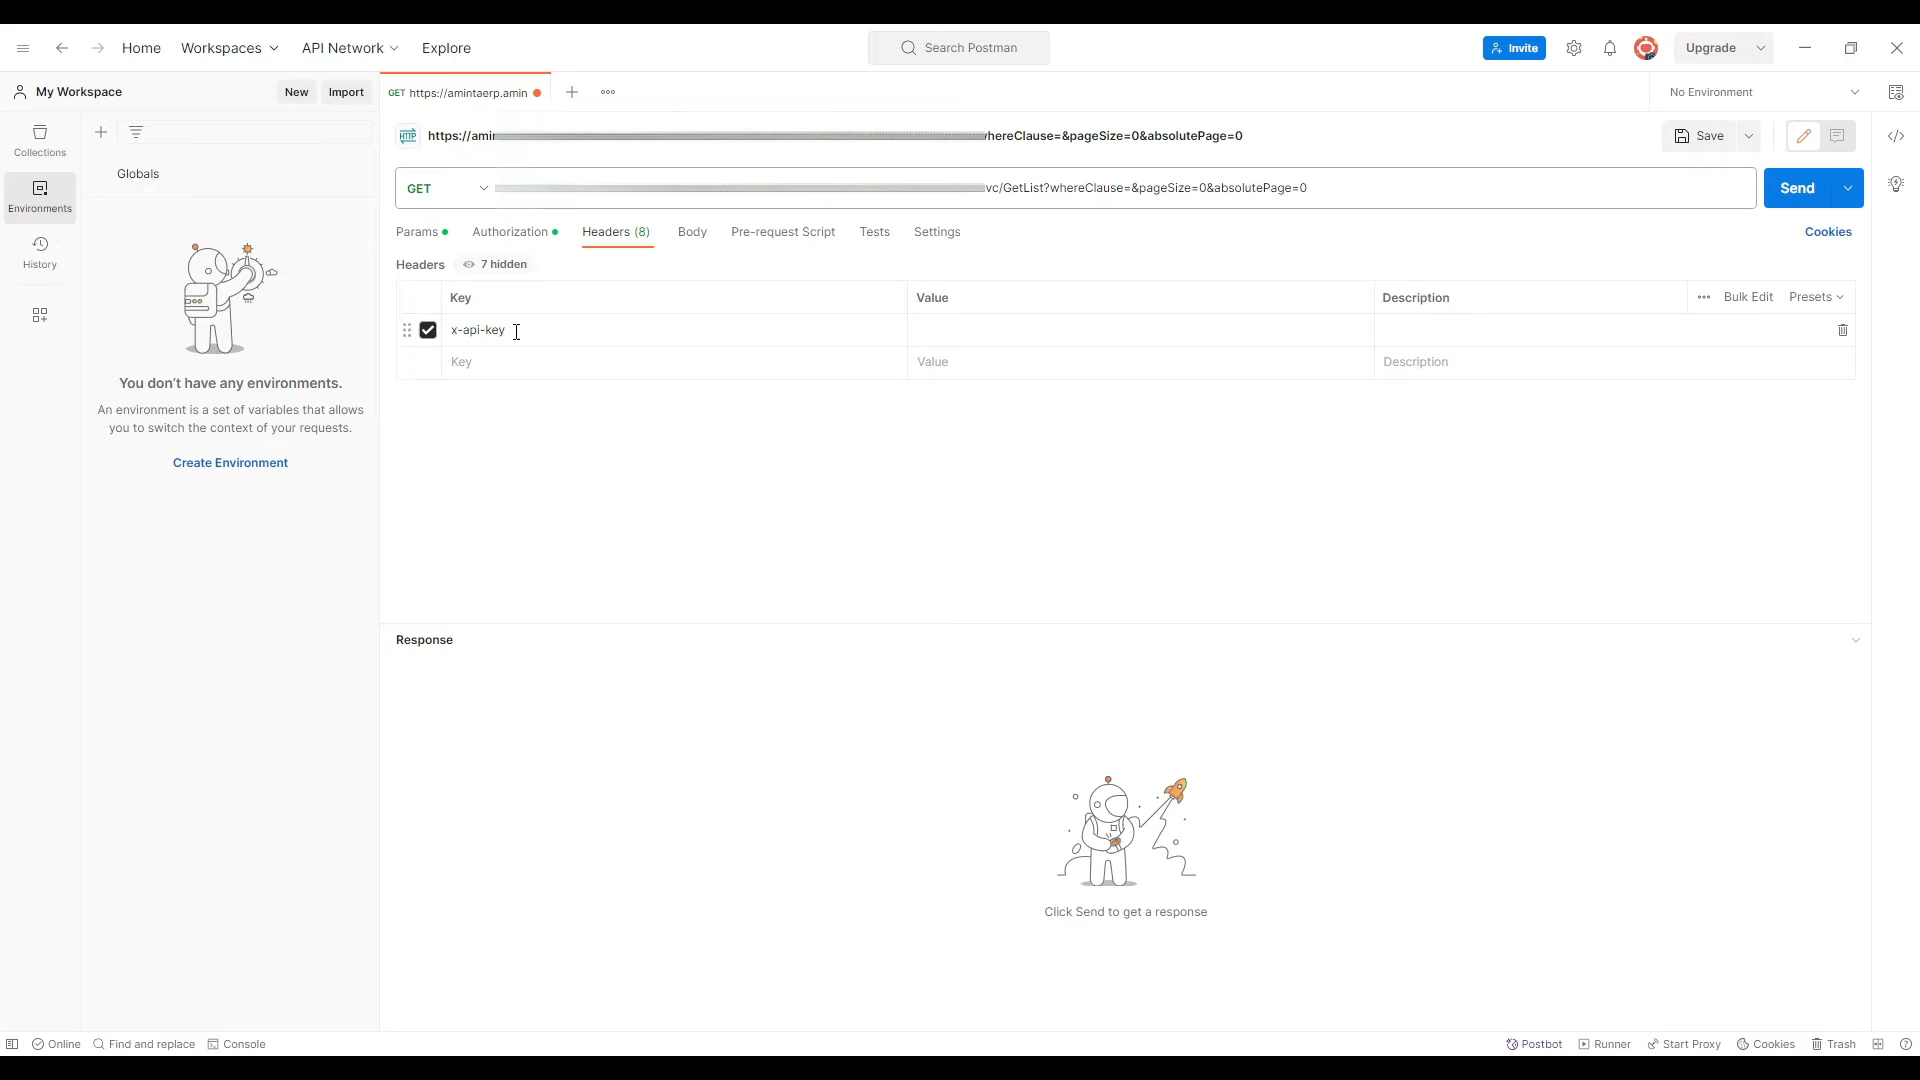 Home
Workspaces
API Network
Explore
Search Postman
Invite
Upgrade
My Workspace
New
Import
GET https://amintaerp.amin
No Environment
Collections
Environments
History
Globals
You don't have any environments.
An environment is a set of variables that allows
you to switch the context of your requests.
Create Environment
HTTP
https://amin hereClause=&pageSize=0&absolutePage=0
Save
GET vc/GetList?whereClause=&pageSize=0&absolutePage=0
Send
Params
Authorization
Headers (8)
Body
Pre-request Script
Tests
Settings
Cookies
Headers
7 hidden
Key
Value
Description
Bulk Edit
Presets
x-api-key
Key
Value
Description
Response
Click Send to get a response
Online
Find and replace
Console
Postbot
Runner
Start Proxy
Cookies
Trash